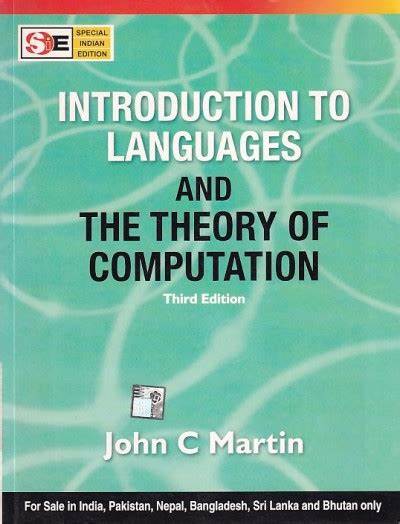 SiE
SPECIAL
INDIAN
EDITION
INTRODUCTION TO
LANGUAGES
AND
THE THEORY OF
COMPUTATION
Third Edition
John C Martin
For Sale in India, Pakistan, Nepal, Bangladesh, Sri Lanka and Bhutan only